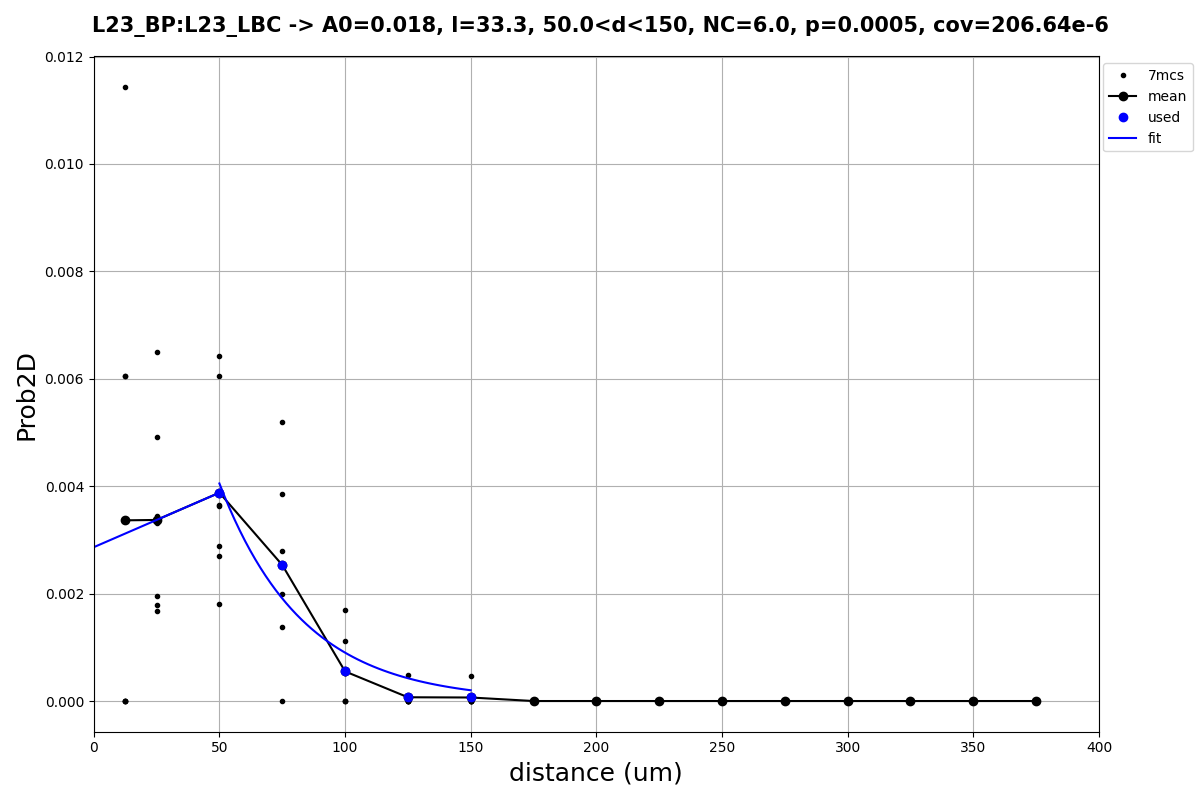 L23_BP:L23_LBC -> A0=0.018, l=33.3, 50.0<d<150, NC=6.0, p=0.0005, cov=206.64e-6
0.012
0.010
0.008
0.006
0.004
0.002
0.000
Prob2D
0 50 100 150 200 250 300 350 400
distance (um)
7mcs
mean
used
fit